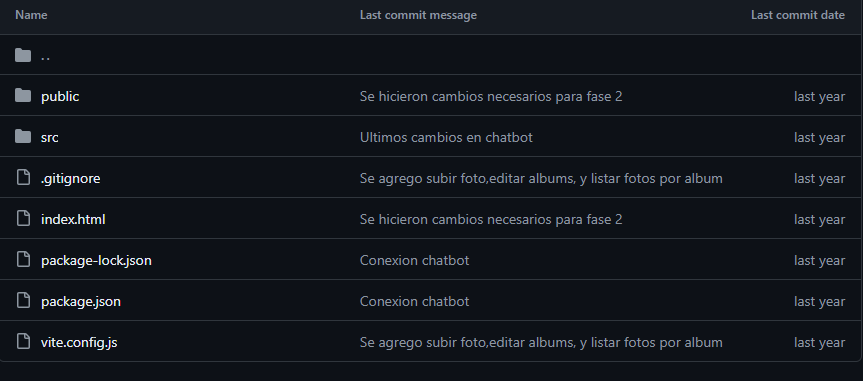 Name Last commit message Last commit date
..
public Se hicieron cambios necesarios para fase 2 last year
src Ultimos cambios en chatbot last year
.gitignore Se agrego subir foto,editar albums, y listar fotos por album last year
index.html Se hicieron cambios necesarios para fase 2 last year
package-lock.json Conexion chatbot last year
package.json Conexion chatbot last year
vite.config.js Se agrego subir foto,editar albums, y listar fotos por album last year